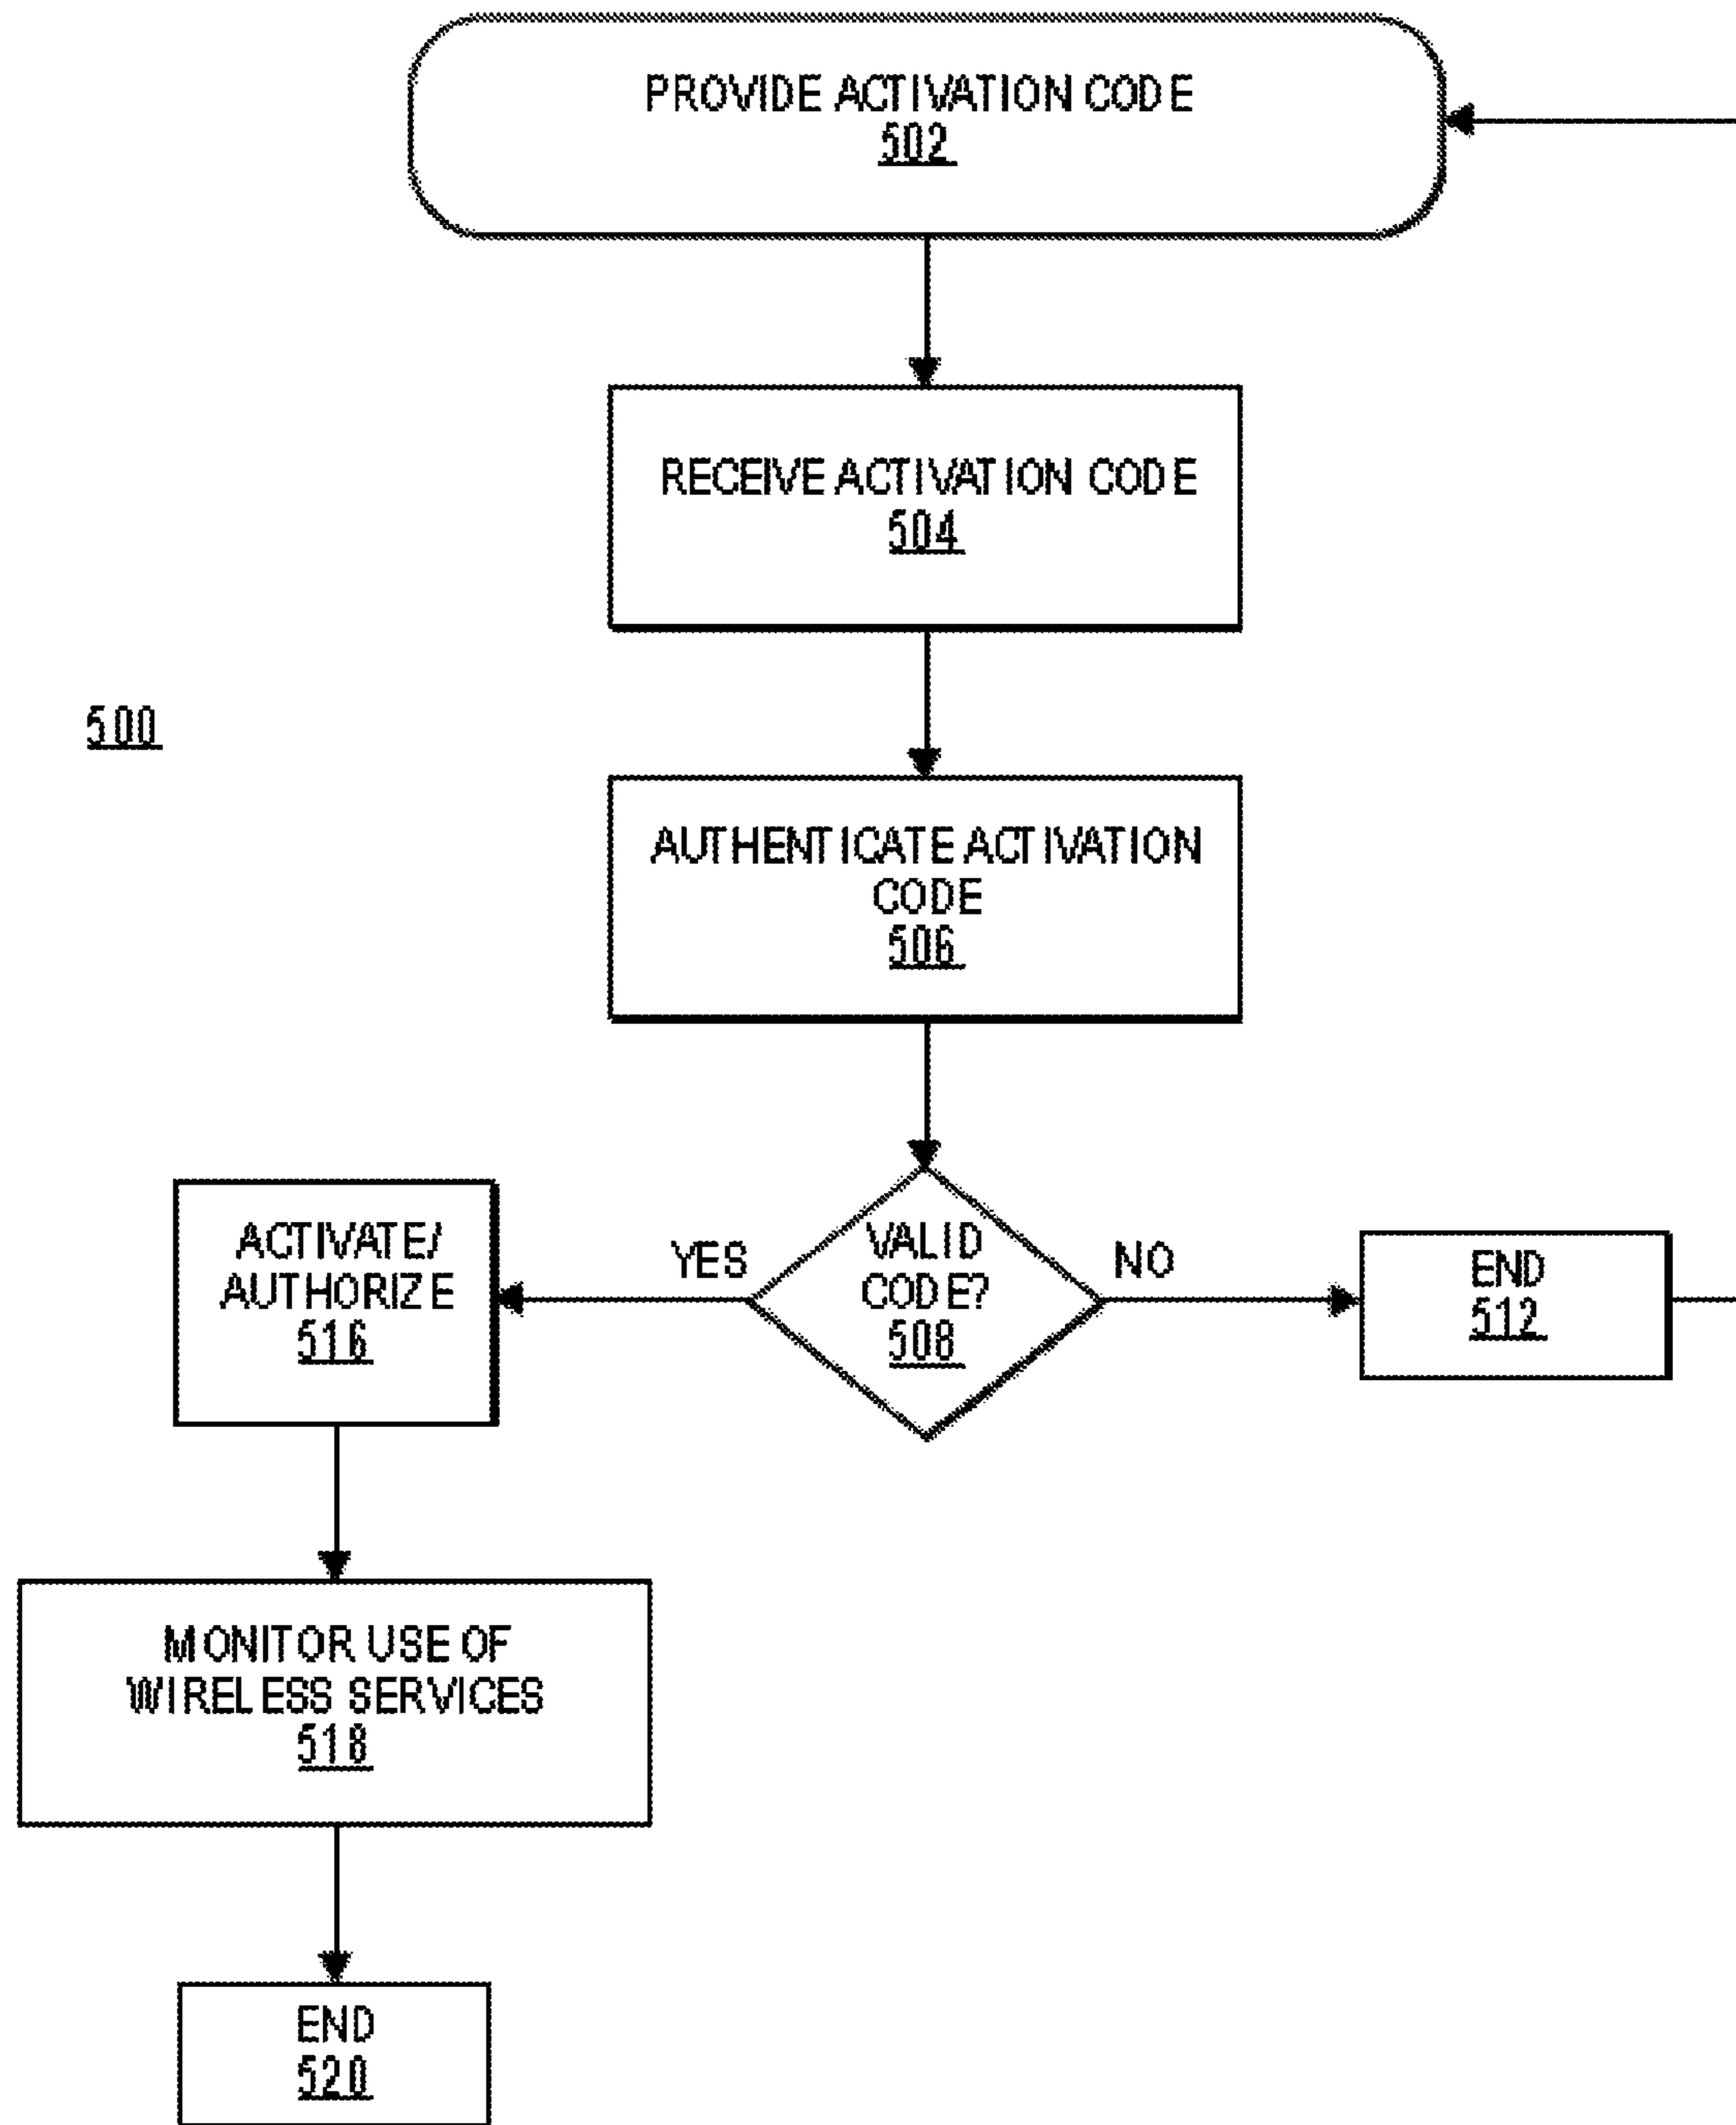 PROVIDE ACTIVATION CODE
502
RECEIVE ACTIVATION CODE
504
500
AUTHENTICATE ACTIVATION
CODE
506
ACTIVATE/
AUTHORIZE
516
YES
VALID
CODE?
508
NO
END
512
MONITOR USE OF
WIRELESS SERVICES
518
END
520